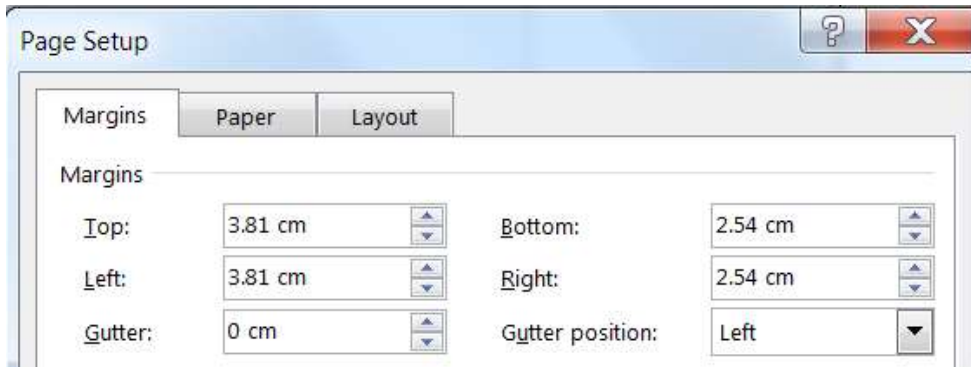 Page Setup
Margins Paper Layout
Margins
Top: 3.81 cm Bottom: 2.54 cm
Left: 3.81 cm Right: 2.54 cm
Gutter: 0 cm Gutter position: Left